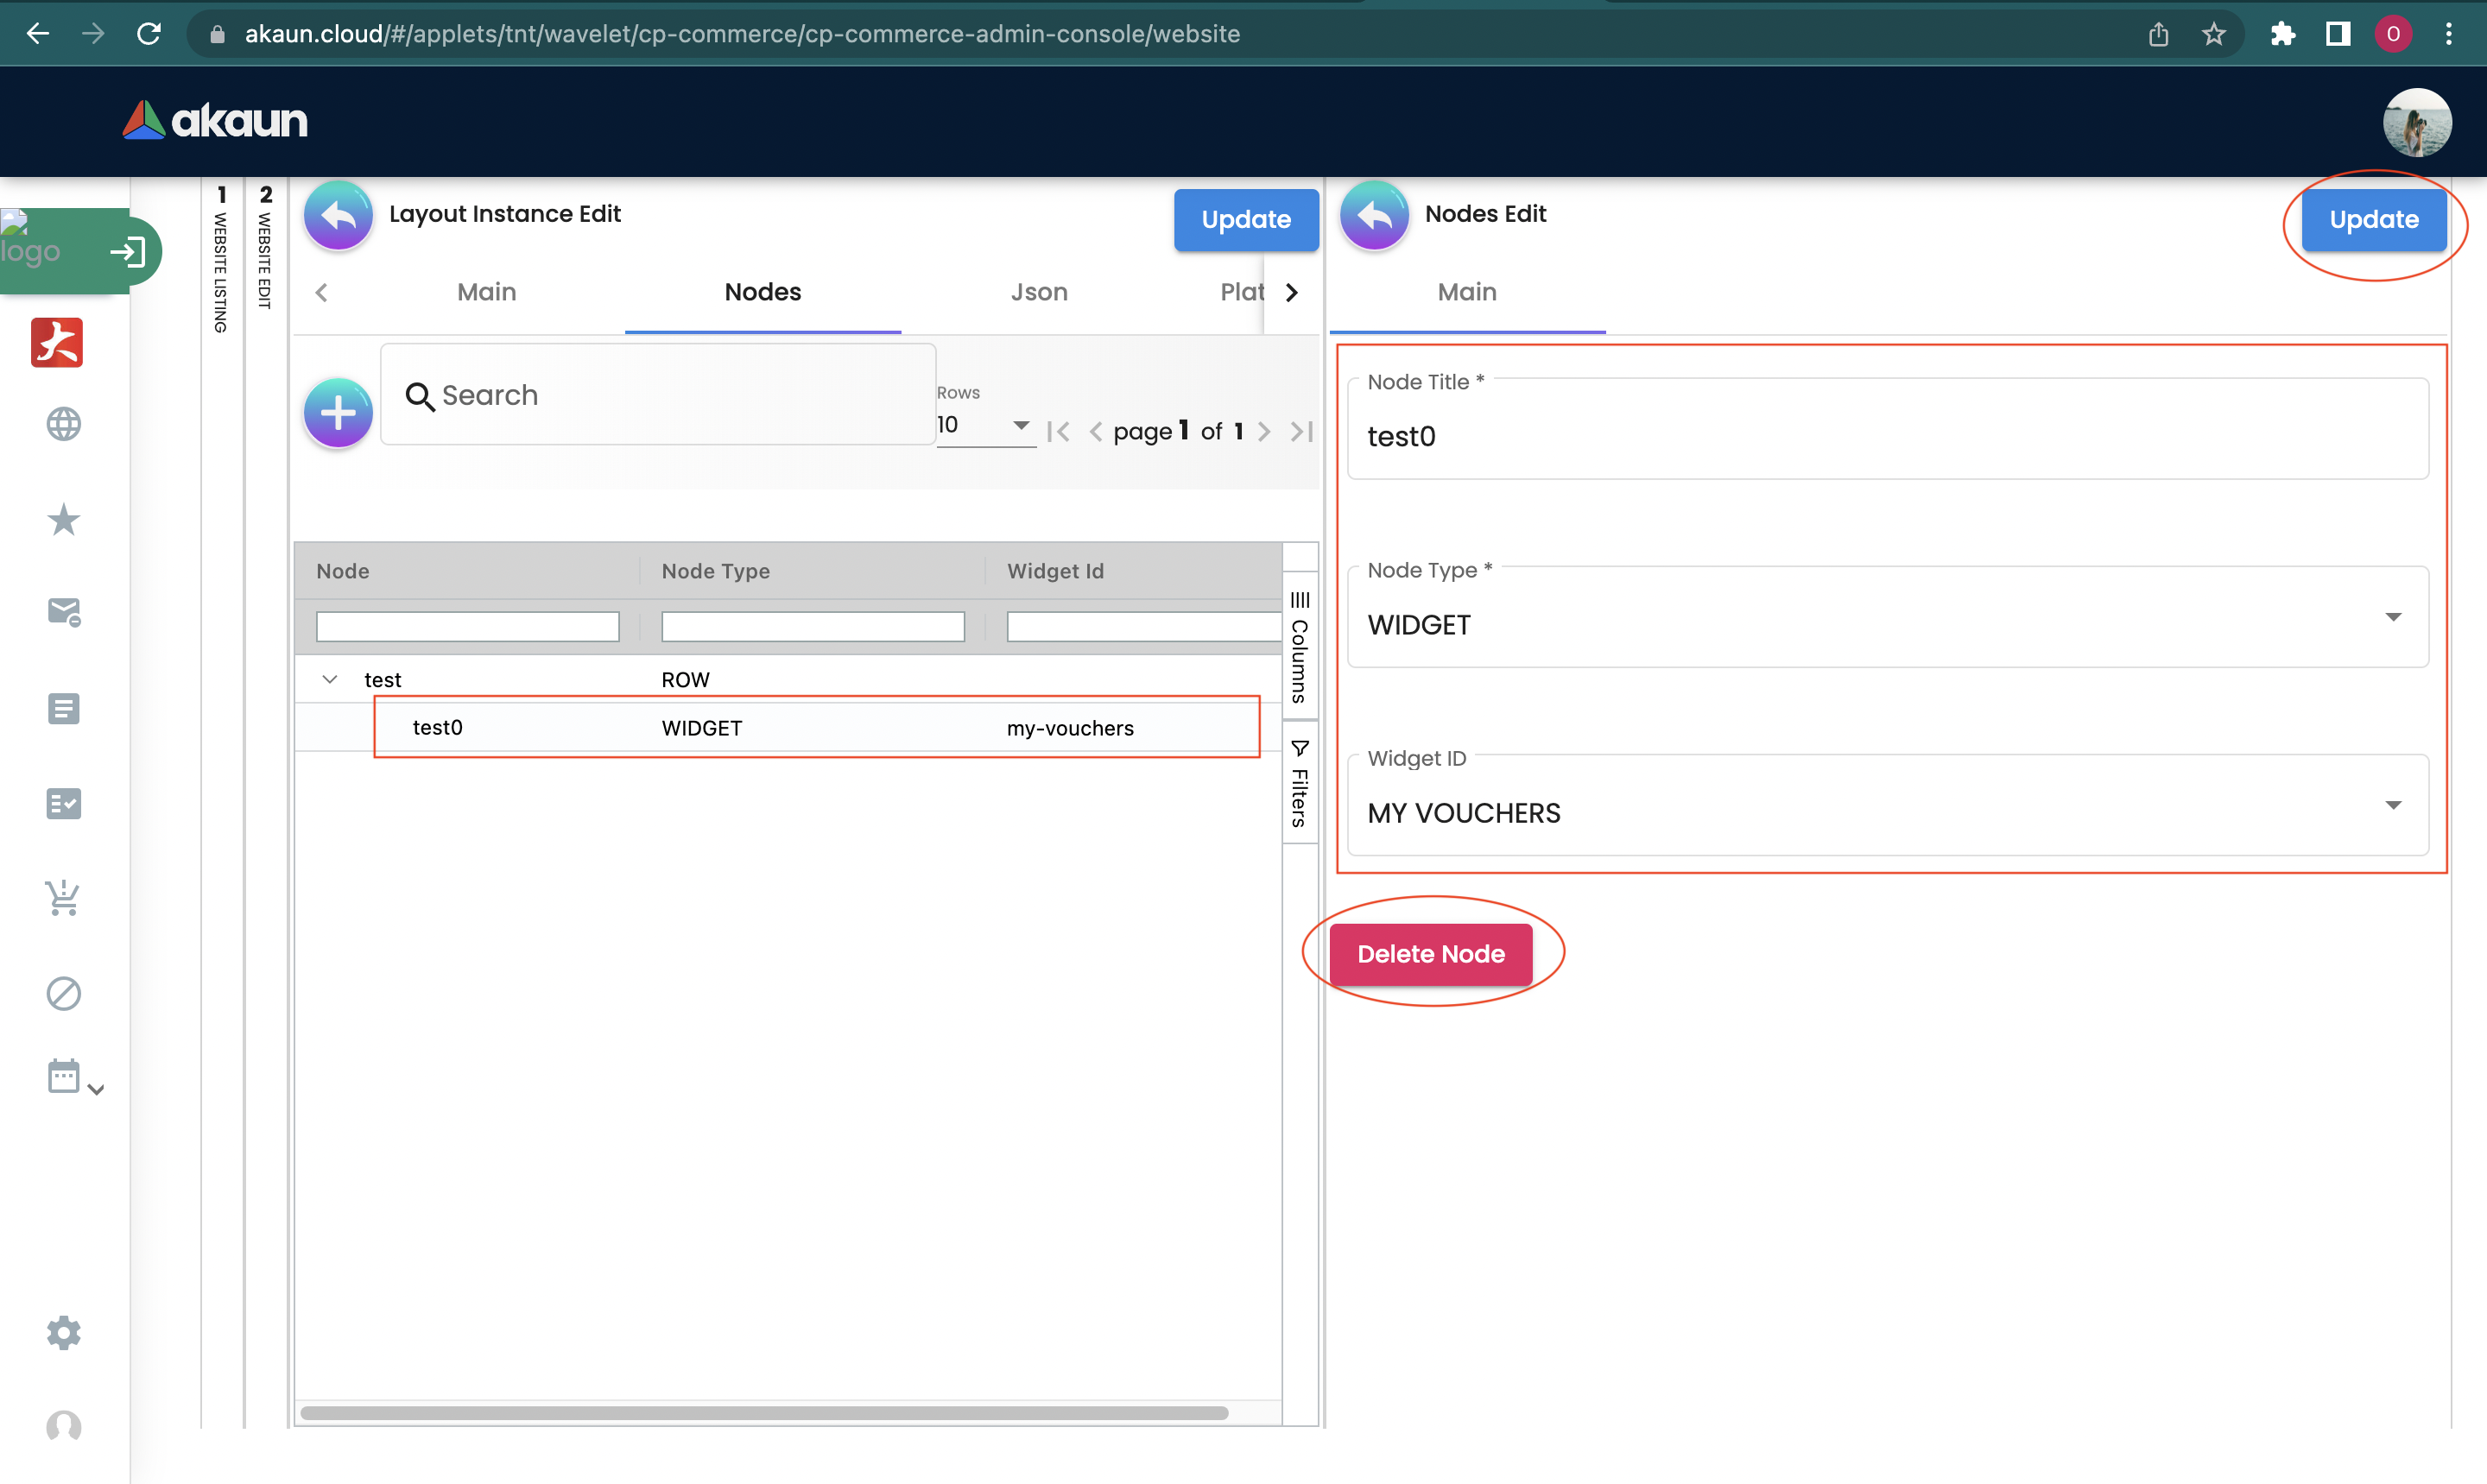 akaun.cloud/#/applets/tnt/wavelet/cp-commerce/cp-commerce-admin-console/website
O
akaun
logo
1 WEBSITE LISTING
2 WEBSITE EDIT
Layout Instance Edit
Update
Main
Nodes
Json
Plat
Search
Rows
10
page 1 of 1
Node
Node Type
Widget Id
test
ROW
test0
WIDGET
my-vouchers
Columns
Filters
Nodes Edit
Update
Main
Node Title *
test0
Node Type *
WIDGET
Widget ID
MY VOUCHERS
Delete Node